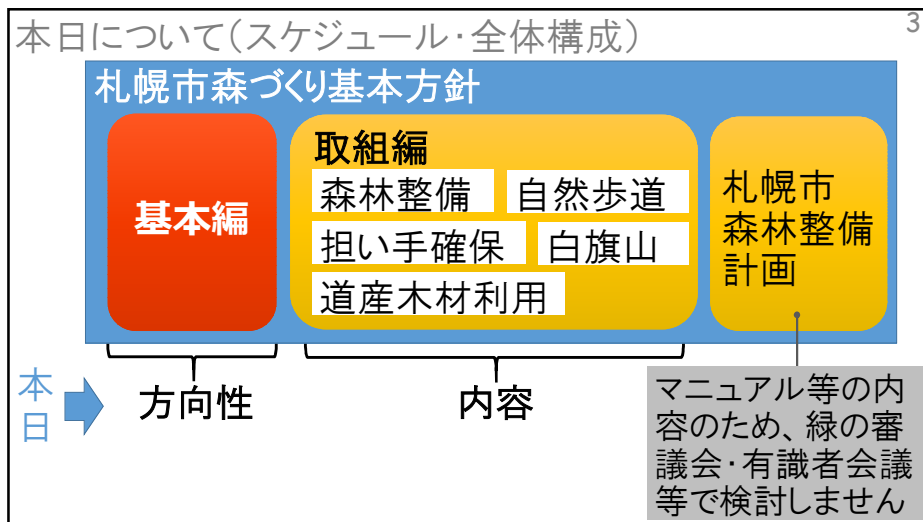 本日について(スケジュール・全体構成)
3
札幌市森づくり基本方針
基本編
取組編
森林整備
自然歩道
担い手確保
白旗山
道産木材利用
札幌市
森林整備
計画
本
日
方向性
内容
マニュアル等の内
容のため、緑の審
議会・有識者会議
等で検討しません